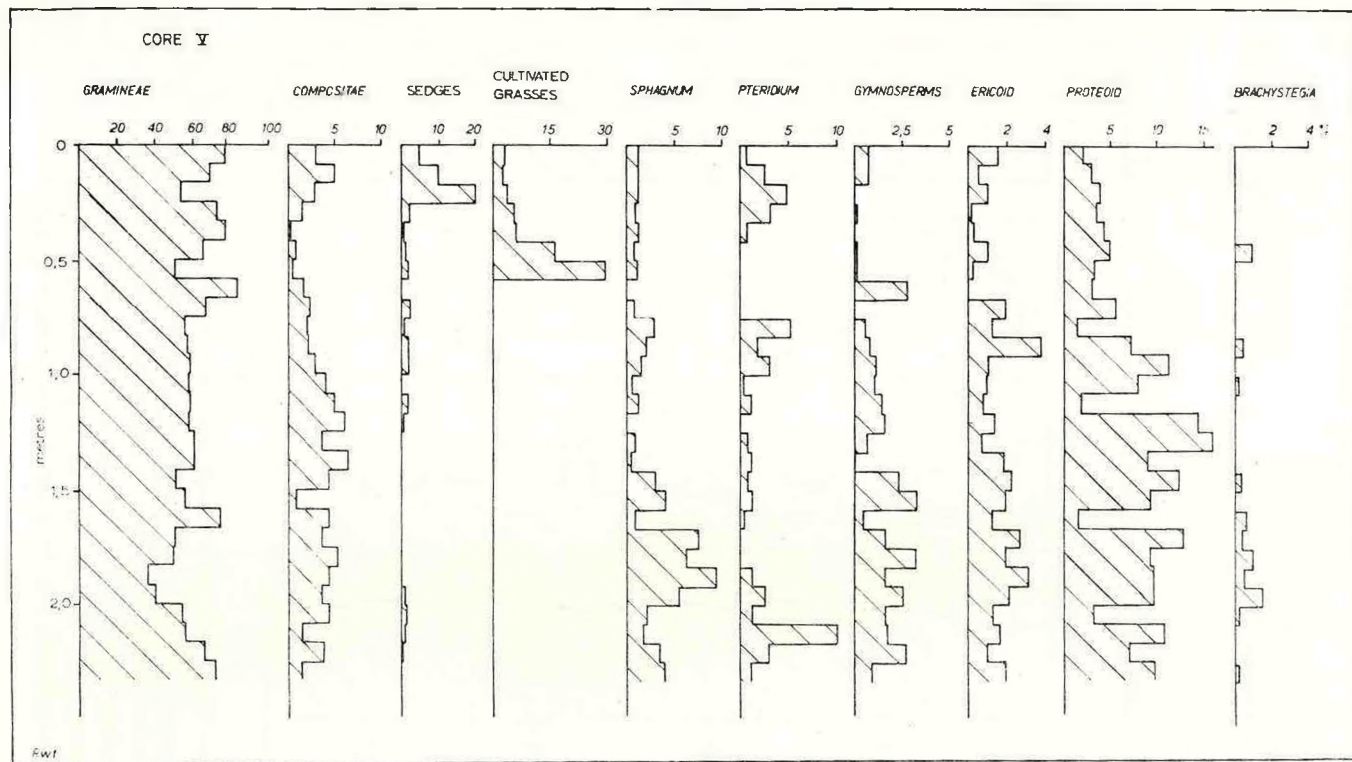 CORE V
GRAMINEAE
COMPOSITAE
SEDGES
CULTIVATED
GRASSES
SPHAGNUM
PTERIDIUM
GYMNOSPERMS
ERICOID
PROTEOID
BRACHYSTEGIA
20 40 60 80 100
5 10
10 20
15 30
5 10
5 10
2,5 5
2 4
5 10 15
2 4 %
0
0,5
1,0
1,5
2,0
metres